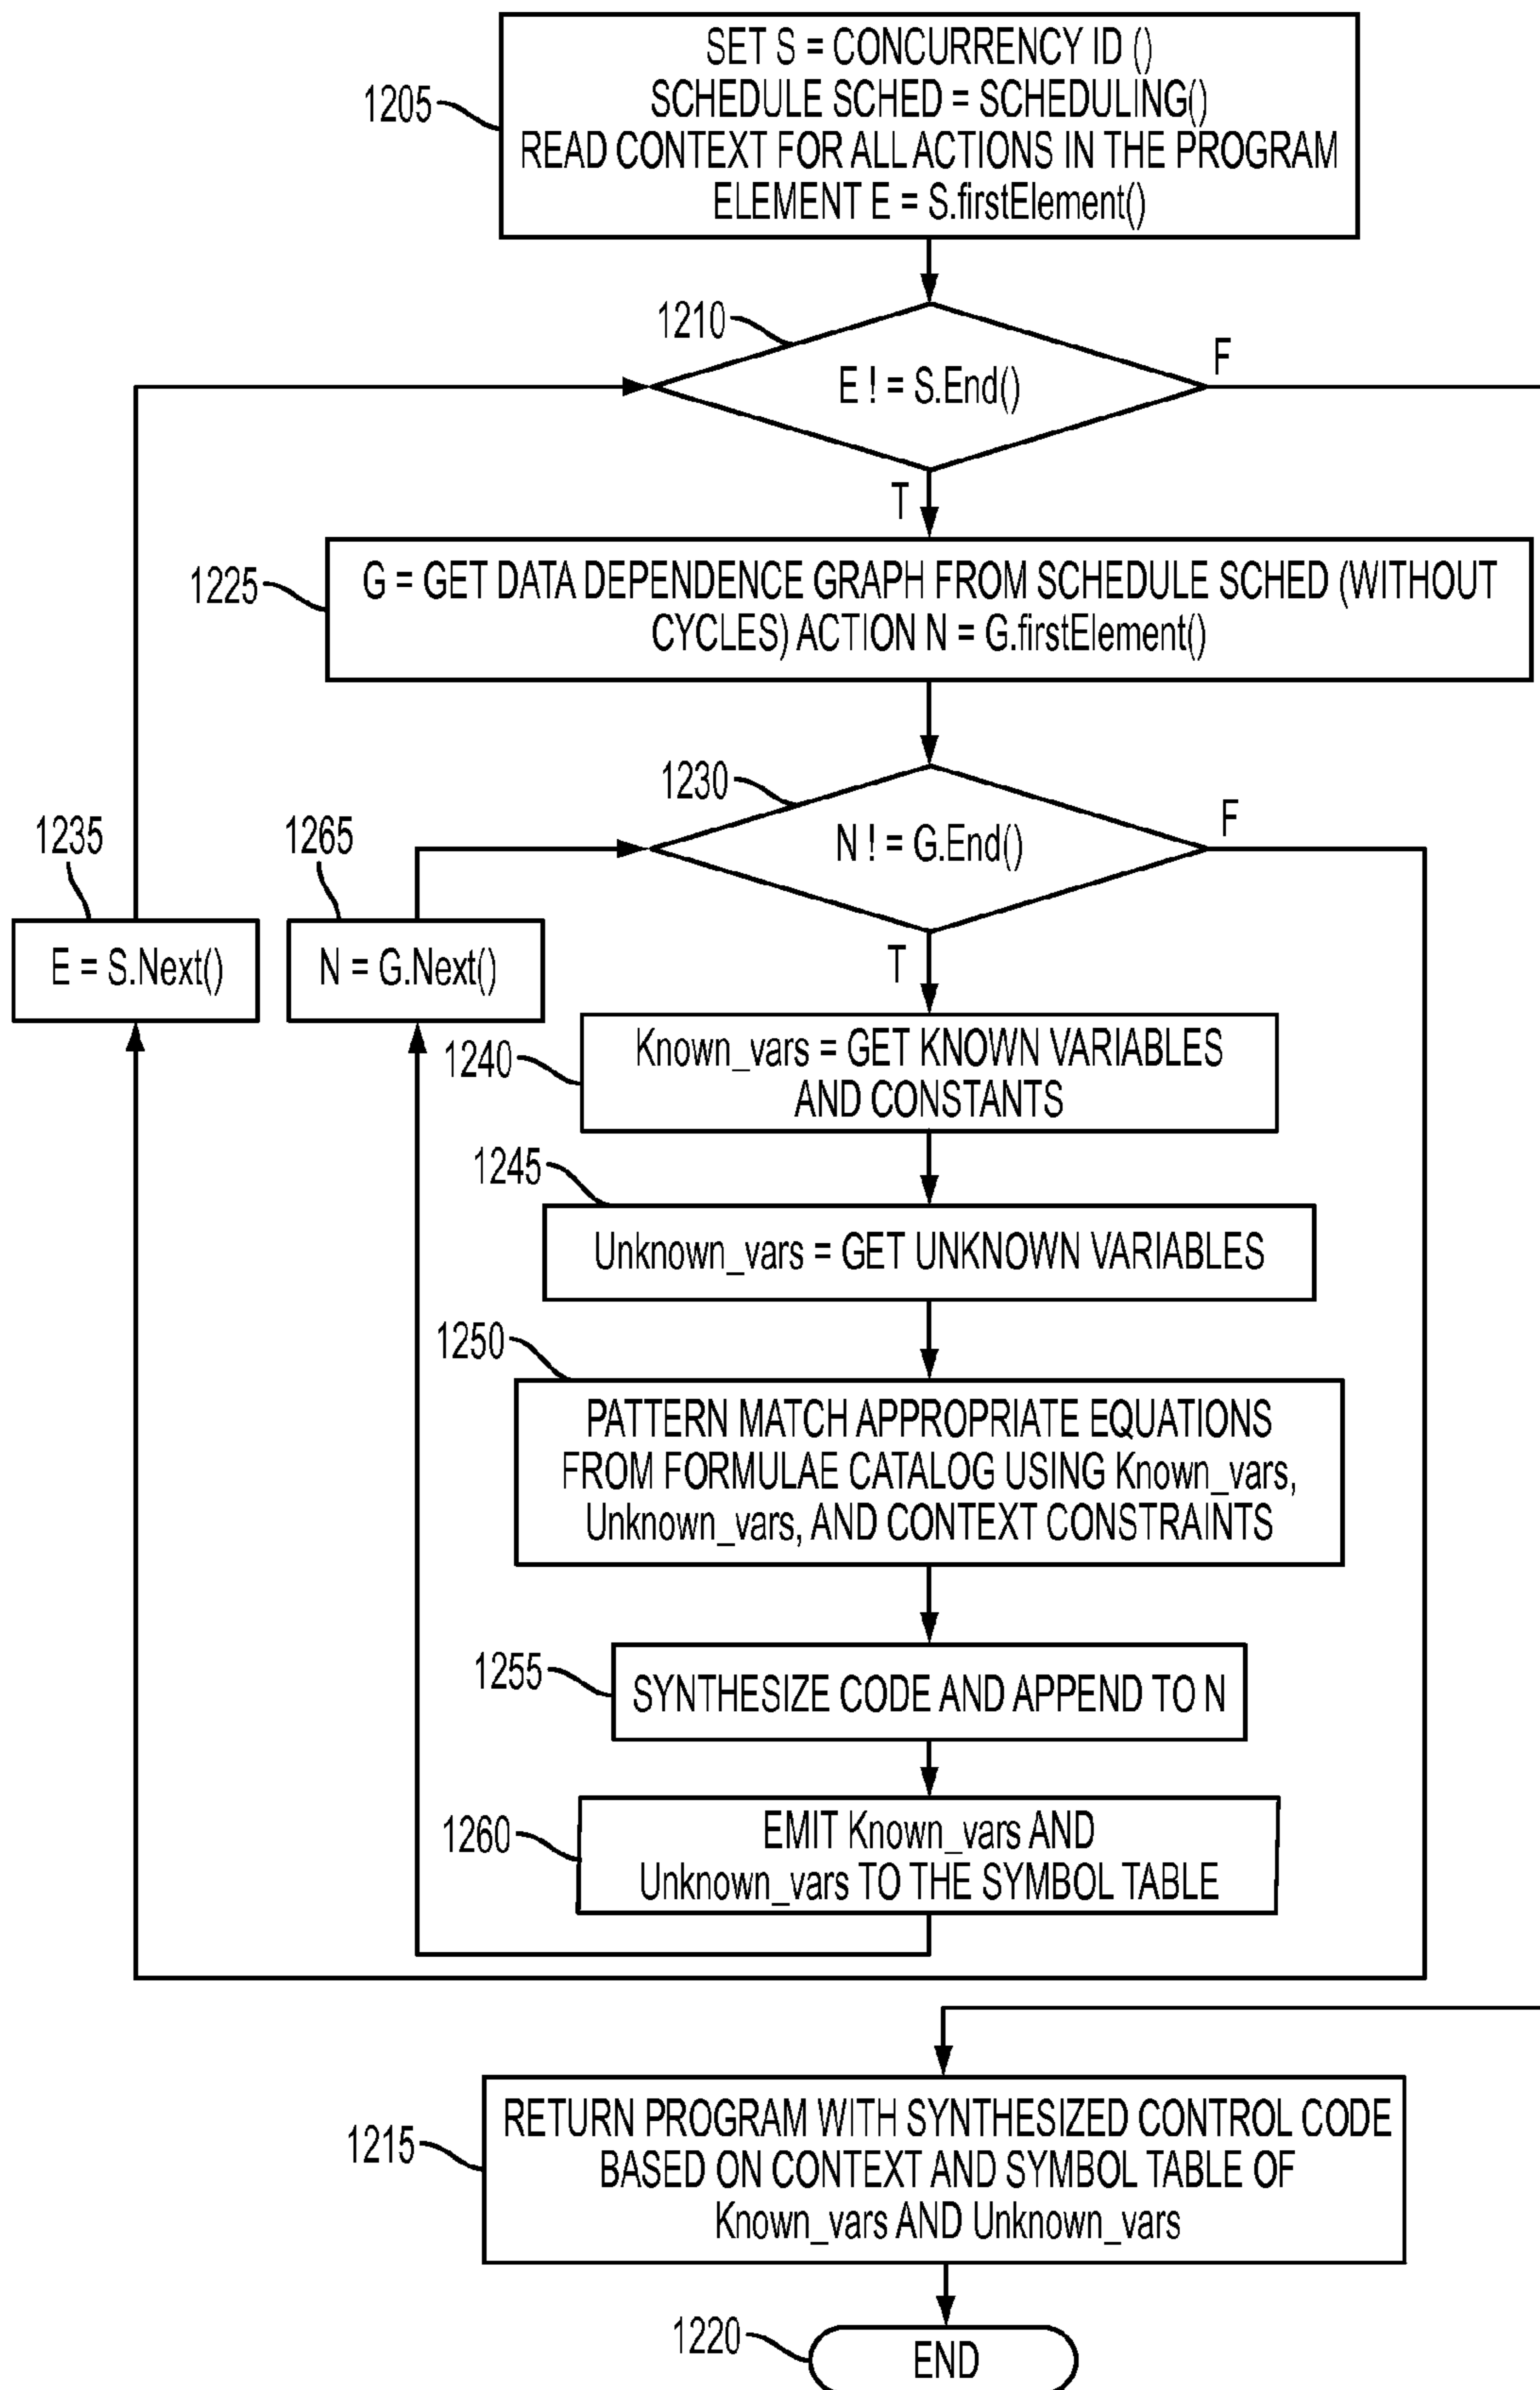 SET S = CONCURRENCY ID ()
SCHEDULE SCHED = SCHEDULING()
READ CONTEXT FOR ALL ACTIONS IN THE PROGRAM
ELEMENT E = S.firstElement()
1205
1210
E ! = S.End()
F
T
1225
G = GET DATA DEPENDENCE GRAPH FROM SCHEDULE SCHED (WITHOUT
CYCLES) ACTION N = G.firstElement()
1230
N ! = G.End()
F
T
1235
E = S.Next()
1265
N = G.Next()
1240
Known_vars = GET KNOWN VARIABLES
AND CONSTANTS
1245
Unknown_vars = GET UNKNOWN VARIABLES
1250
PATTERN MATCH APPROPRIATE EQUATIONS
FROM FORMULAE CATALOG USING Known_vars,
Unknown_vars, AND CONTEXT CONSTRAINTS
1255
SYNTHESIZE CODE AND APPEND TO N
1260
EMIT Known_vars AND
Unknown_vars TO THE SYMBOL TABLE
1215
RETURN PROGRAM WITH SYNTHESIZED CONTROL CODE
BASED ON CONTEXT AND SYMBOL TABLE OF
Known_vars AND Unknown_vars
1220
END